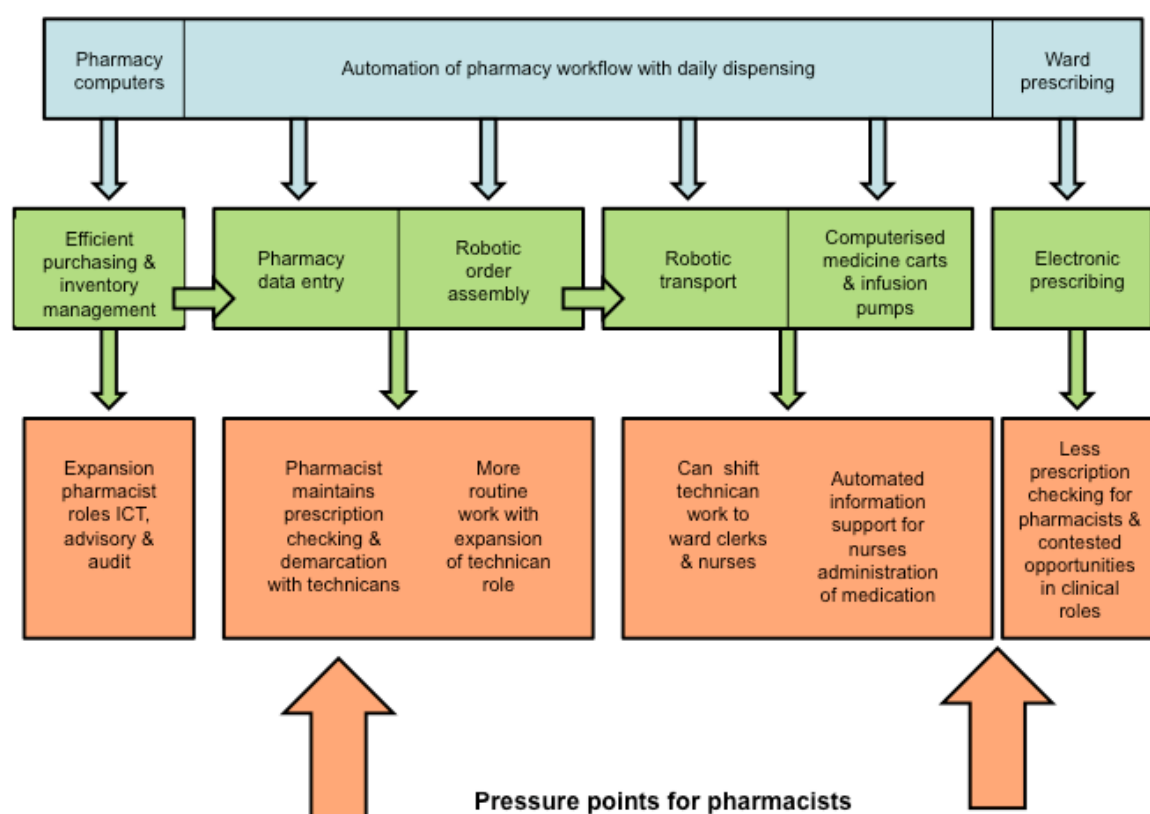 Pharmacy
computers
Automation of pharmacy workflow with daily dispensing
Ward
prescribing
Efficient
purchasing &
inventory
management
Pharmacy
data entry
Robotic
order
assembly
Robotic
transport
Computerised
medicine carts
& infusion
pumps
Electronic
prescribing
Expansion
pharmacist
roles ICT,
advisory &
audit
Pharmacist
maintains
prescription
checking &
demarcation
with technicans
More
routine
work with
expansion
of technican
role
Can shift
technican
work to
ward clerks
& nurses
Automated
information
support for
nurses
administration
of medication
Less
prescription
checking for
pharmacists &
contested
opportunities
in clinical
roles
Pressure points for pharmacists